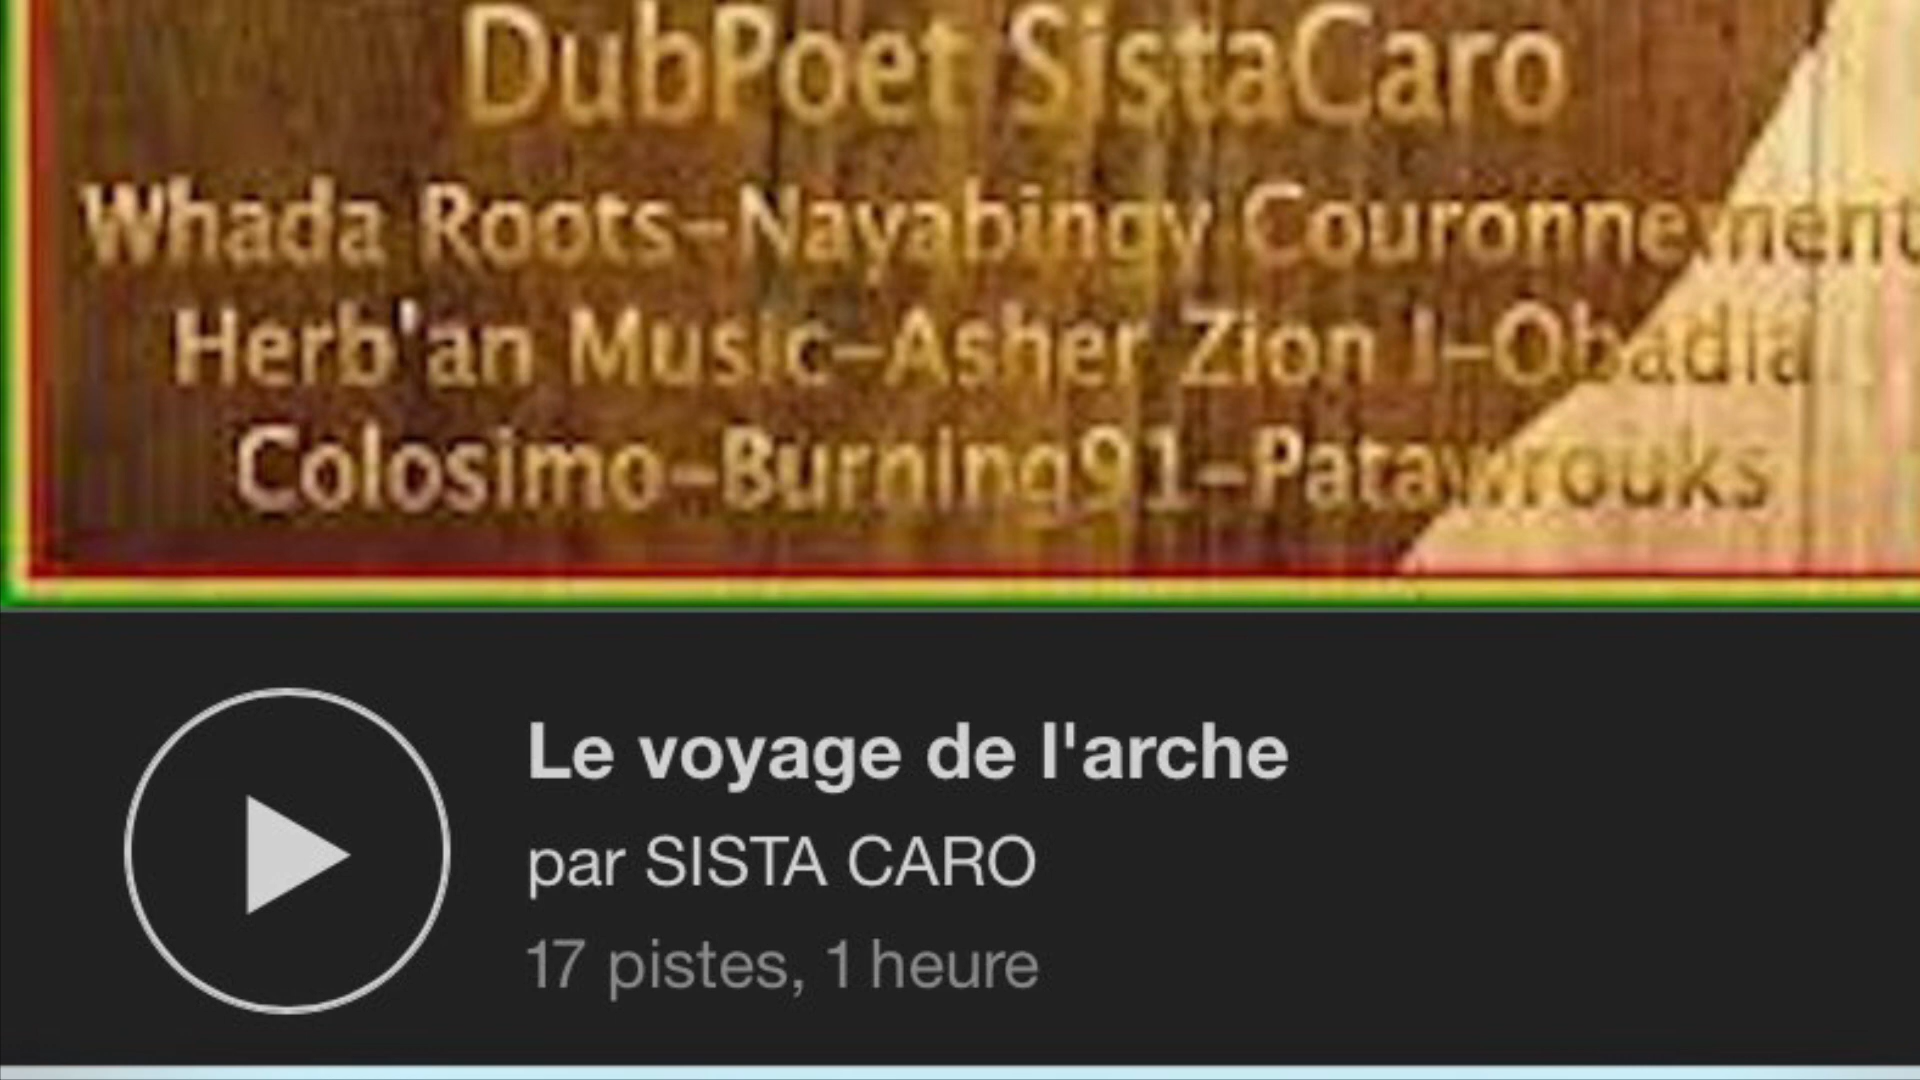 DubPoet SistaCaro
Whada Roots-Nayabingy Couronnement
Herb'an Music-Asher Zion I-Obadia
Colosimo-Burning91-Patawrouks
Le voyage de l'arche
par SISTA CARO
17 pistes, 1 heure